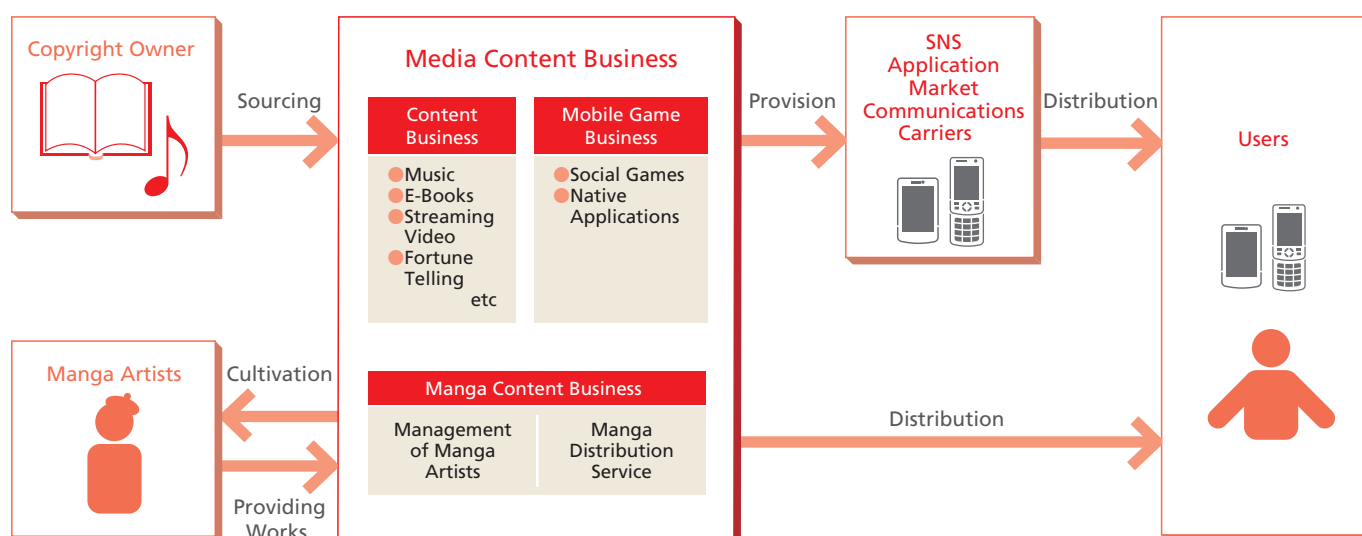 Copyright Owner
Sourcing
Media Content Business
Content
Business
●Music
●E-Books
●Streaming
Video
●Fortune
Telling
etc
Mobile Game
Business
●Social Games
●Native
Applications
Provision
SNS
Application
Market
Communications
Carriers
Distribution
Users
Manga Artists
Cultivation
Providing
Works
Manga Content Business
Management
of Manga
Artists
Manga
Distribution
Service
Distribution